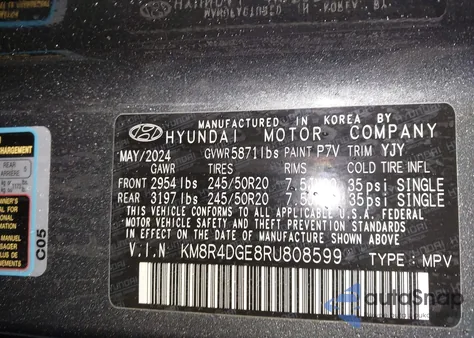 MANUFACTURED IN KOREA BY
HYUNDAI MOTOR COMPANY
MAY/2024 GVWR 5871lbs PAINT P7V TRIM YJY
GAWR TIRES RIMS COLD TIRE INFL
FRONT 2954 lbs 245/50R20 35psi SINGLE
REAR 3197 lbs 245/50R20 35psi SINGLE
THIS VEHICLE CONFORMS TO ALL APPLICABLE U.S.A. FEDERAL
MOTOR VEHICLE SAFETY AND THEFT PREVENTION STANDARDS
IN EFFECT ON THE DATE OF MANUFACTURE SHOWN ABOVE.
V.I.N KM8R4DGE8RU808599 TYPE : MPV
REAR
ARRIÈRE 5
C05
autoSnap